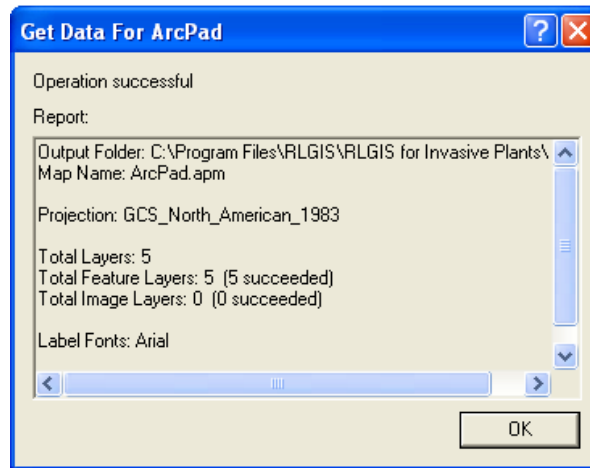 Get Data For ArcPad
Operation successful
Report:
Output Folder: C:\Program Files\RLGIS\RLGIS for Invasive Plants\
Map Name: ArcPad.apm
Projection: GCS_North_American_1983
Total Layers: 5
Total Feature Layers: 5 (5 succeeded)
Total Image Layers: 0 (0 succeeded)
Label Fonts: Arial
OK